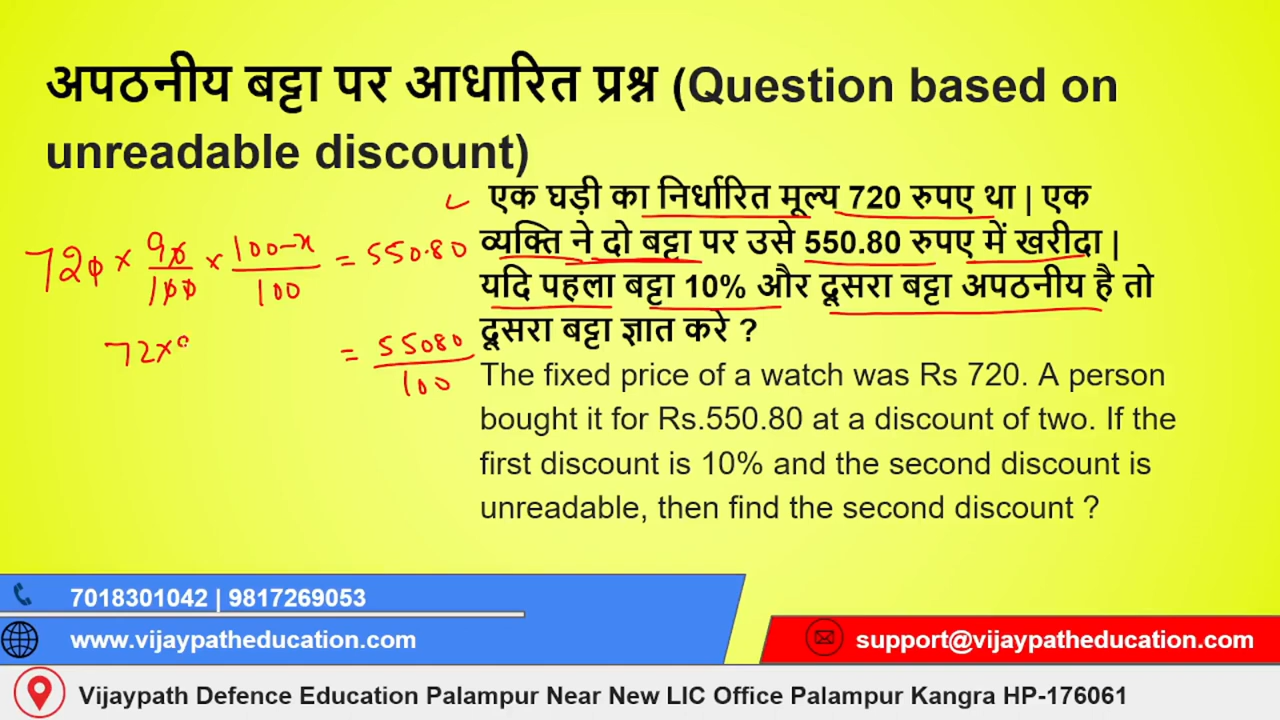 अपठनीय बट्टा पर आधारित प्रश्न (Question based on
unreadable discount)
एक घड़ी का निर्धारित मूल्य 720 रुपए था | एक
व्यक्ति ने दो बट्टा पर उसे 550.80 रुपए में खरीदा |
यदि पहला बट्टा 10% और दूसरा बट्टा अपठनीय है तो
दूसरा बट्टा ज्ञात करे ?
The fixed price of a watch was Rs 720. A person
bought it for Rs.550.80 at a discount of two. If the
first discount is 10% and the second discount is
unreadable, then find the second discount ?
720 × 90/100 × 100-x/100 = 550.80
72×9 = 55080/100
7018301042 | 9817269053
www.vijaypatheducation.com
support@vijaypatheducation.com
Vijaypath Defence Education Palampur Near New LIC Office Palampur Kangra HP-176061